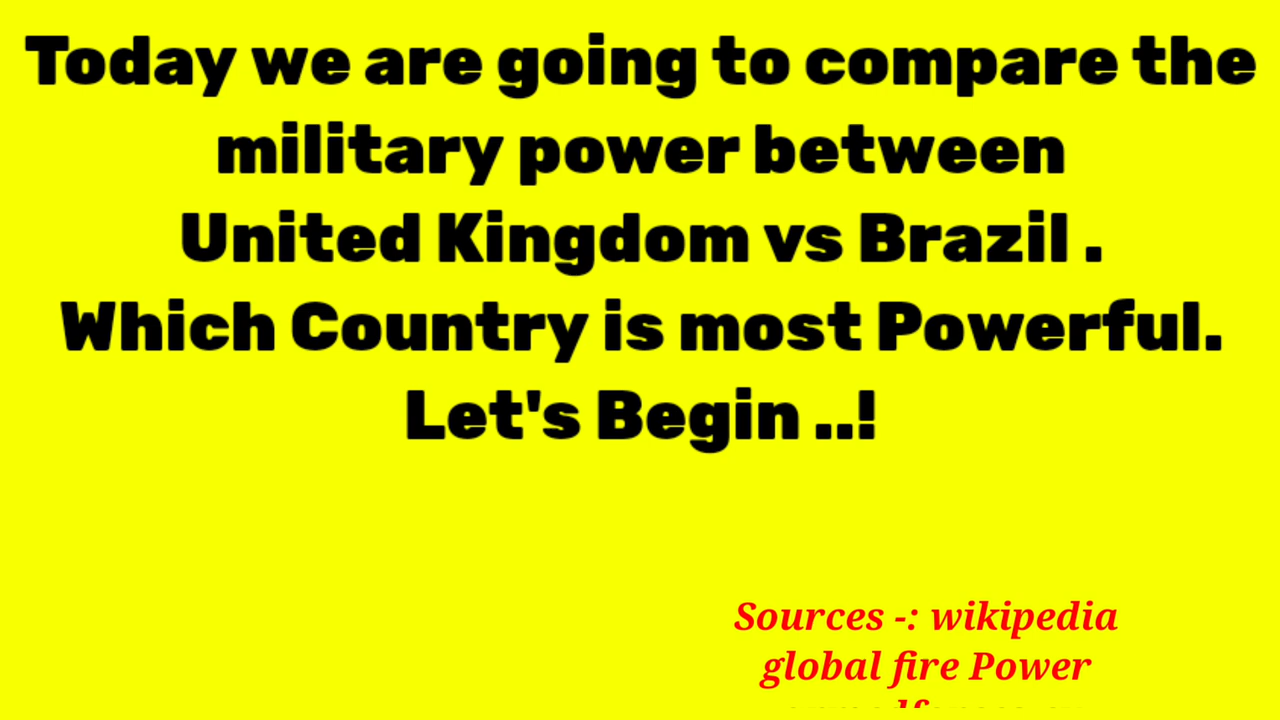 Today we are going to compare the
military power between
United Kingdom vs Brazil .
Which Country is most Powerful.
Let's Begin ..!
Sources -: wikipedia
global fire Power